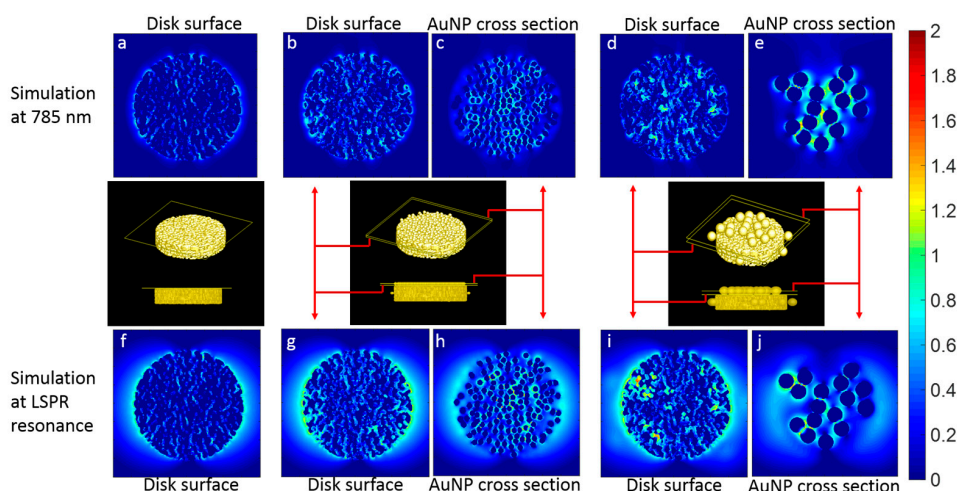 Disk surface
Disk surface
AuNP cross section
Disk surface
AuNP cross section
a
b
c
d
e
Simulation
at 785 nm
f
g
h
i
j
Simulation
at LSPR
resonance
Disk surface
Disk surface
AuNP cross section
Disk surface
AuNP cross section
2
1.8
1.6
1.4
1.2
1
0.8
0.6
0.4
0.2
0